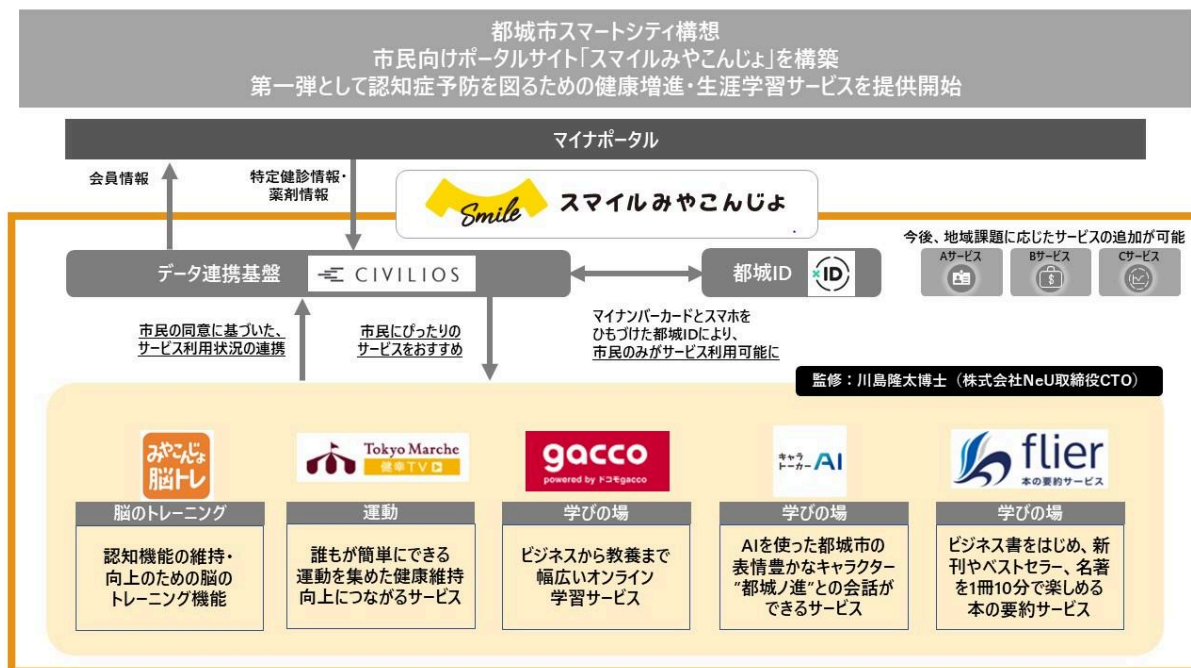 都城市スマートシティ構想
市民向けポータルサイト「スマイルみやこんじょ」を構築
第一弾として認知症予防を図るための健康増進・生涯学習サービスを提供開始
マイナポータル
会員情報
特定健診情報・
薬剤情報
Smile スマイルみやこんじょ
今後、地域課題に応じたサービスの追加が可能
Aサービス
Bサービス
Cサービス
データ連携基盤 CIVILIOS
都城ID xID
市民の同意に基づいた、
サービス利用状況の連携
市民にぴったりの
サービスをおすすめ
マイナンバーカードとスマホを
ひもづけた都城IDにより、
市民のみがサービス利用可能に
監修：川島隆太博士（株式会社NeU取締役CTO）
みやこんじょ
脳トレ
脳のトレーニング
認知機能の維持・
向上のための脳の
トレーニング機能
Tokyo Marche
健幸TV
運動
誰もが簡単にできる
運動を集めた健康維持
向上につながるサービス
gacco
powered by ドコモgacco
学びの場
ビジネスから教養まで
幅広いオンライン
学習サービス
キャラ
トーカーAI
学びの場
AIを使った都城市の
表情豊かなキャラクター
"都城ノ進"との会話が
できるサービス
flier
本の要約サービス
学びの場
ビジネス書をはじめ、新
刊やベストセラー、名著
を1冊10分で楽しめる
本の要約サービス